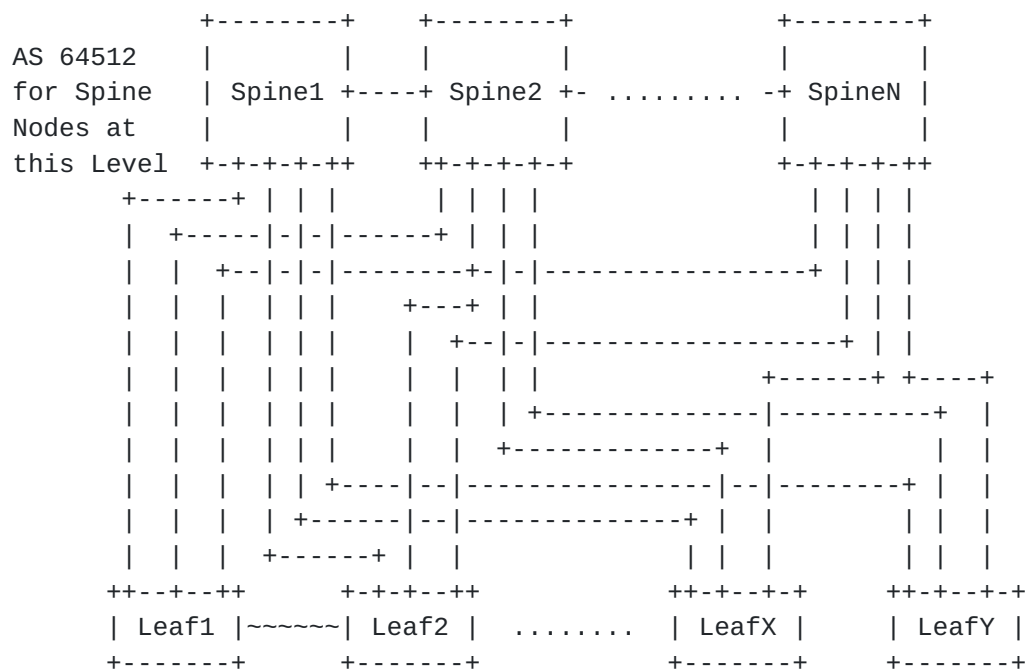 AS 64512
for Spine | Spine1 +----+ Spine2 +- ......... -+ SpineN |
Nodes at
this Level
| Leaf1 |~~~~~~| Leaf2 | ........ | LeafX | | LeafY |